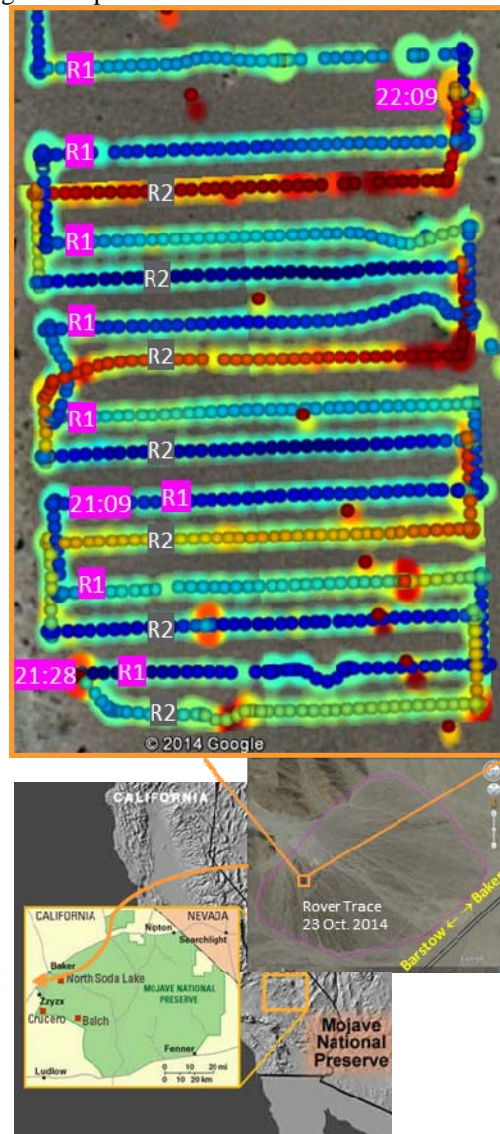 R1
22:09
R1
R2
R1
R2
R1
R2
R1
R2
21:09 R1
R2
R1
R2
21:28 R1
R2
© 2014 Google
CALIFORNIA
Rover Trace
23 Oct. 2014
Barstow ← → Baker
CALIFORNIA
NEVADA
Nipton
Searchlight
Baker
North Soda Lake
MOJAVE NATIONAL
PRESERVE
Zzyzx
Crucero
Balch
Fenner
Ludlow
0 10 20 mi
0 10 20 km
Mojave
National
Preserve